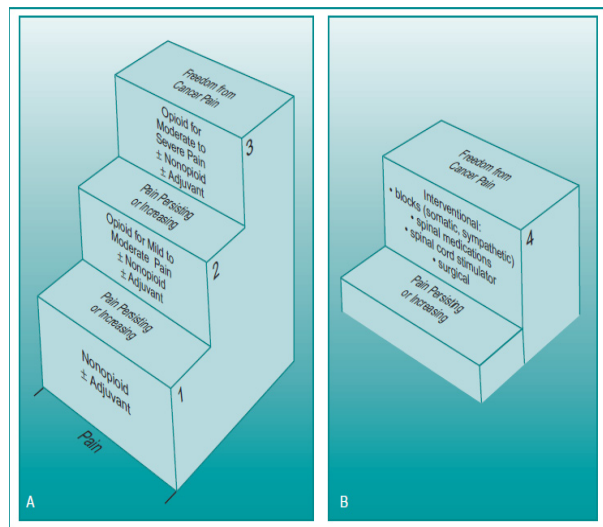 Freedom from
Cancer Pain
Opioid for
Moderate to
Severe Pain
± Nonopioid
± Adjuvant
3
Pain Persisting
or Increasing
Opioid for Mild to
Moderate Pain
± Nonopioid
± Adjuvant
2
Pain Persisting
or Increasing
Nonopioid
± Adjuvant
1
Pain
A
Freedom from
Cancer Pain
Interventional:
• blocks (somatic, sympathetic)
• spinal medications
• spinal cord stimulator
• surgical
4
Pain Persisting
or Increasing
B